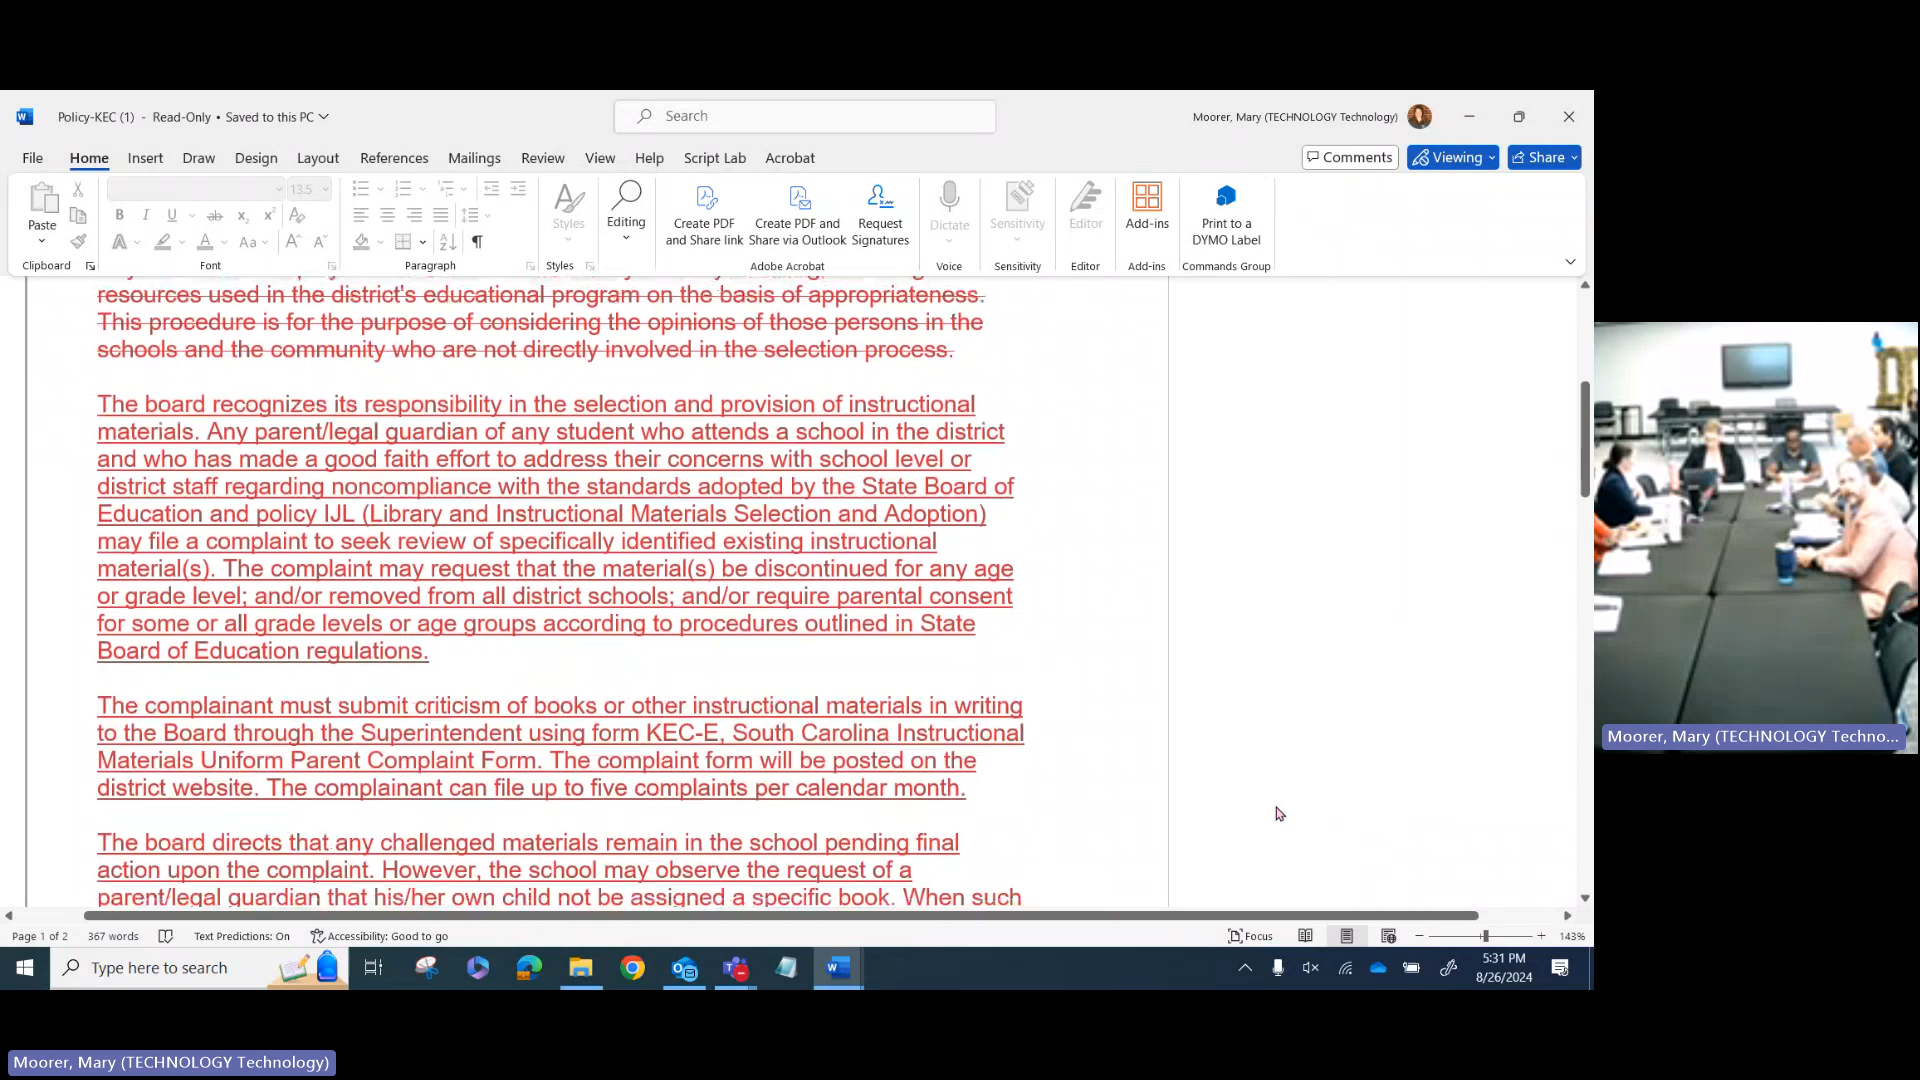 Policy-KEC (1) - Read-Only • Saved to this PC
Search
Moorer, Mary (TECHNOLOGY Technology)
File Home Insert Draw Design Layout References Mailings Review View Help Script Lab Acrobat
Comments Viewing Share
13.5
Paste
Editing
Styles
Create PDF and Share link
Create PDF and Share via Outlook
Request Signatures
Dictate
Sensitivity
Editor
Add-ins
Print to a DYMO Label
Clipboard Font Paragraph Styles Adobe Acrobat Voice Sensitivity Editor Add-ins Commands Group
resources used in the district's educational program on the basis of appropriateness.
This procedure is for the purpose of considering the opinions of those persons in the
schools and the community who are not directly involved in the selection process.
The board recognizes its responsibility in the selection and provision of instructional
materials. Any parent/legal guardian of any student who attends a school in the district
and who has made a good faith effort to address their concerns with school level or
district staff regarding noncompliance with the standards adopted by the State Board of
Education and policy IJL (Library and Instructional Materials Selection and Adoption)
may file a complaint to seek review of specifically identified existing instructional
material(s). The complaint may request that the material(s) be discontinued for any age
or grade level; and/or removed from all district schools; and/or require parental consent
for some or all grade levels or age groups according to procedures outlined in State
Board of Education regulations.
The complainant must submit criticism of books or other instructional materials in writing
to the Board through the Superintendent using form KEC-E, South Carolina Instructional
Materials Uniform Parent Complaint Form. The complaint form will be posted on the
district website. The complainant can file up to five complaints per calendar month.
The board directs that any challenged materials remain in the school pending final
action upon the complaint. However, the school may observe the request of a
parent/legal guardian that his/her own child not be assigned a specific book. When such
Page 1 of 2 367 words Text Predictions: On Accessibility: Good to go Focus 143%
Type here to search
5:31 PM
8/26/2024
Moorer, Mary (TECHNOLOGY Techno...
Moorer, Mary (TECHNOLOGY Technology)